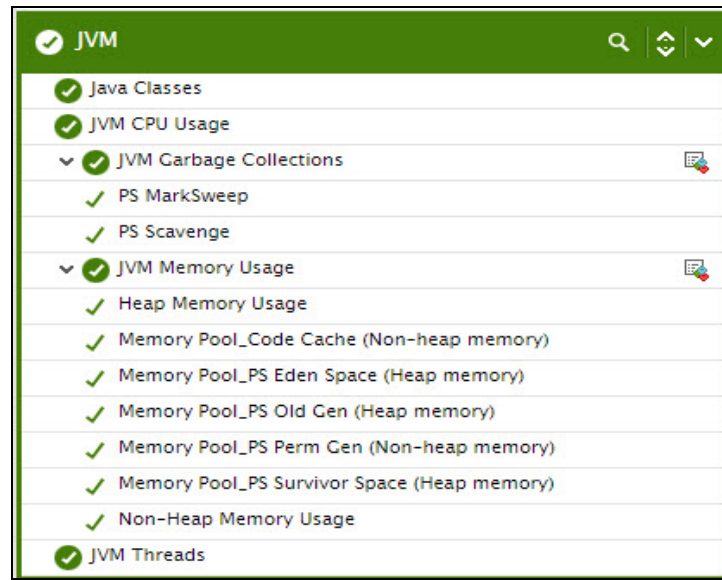 JVM
Java Classes
JVM CPU Usage
JVM Garbage Collections
PS MarkSweep
PS Scavenge
JVM Memory Usage
Heap Memory Usage
Memory Pool_Code Cache (Non-heap memory)
Memory Pool_PS Eden Space (Heap memory)
Memory Pool_PS Old Gen (Heap memory)
Memory Pool_PS Perm Gen (Non-heap memory)
Memory Pool_PS Survivor Space (Heap memory)
Non-Heap Memory Usage
JVM Threads